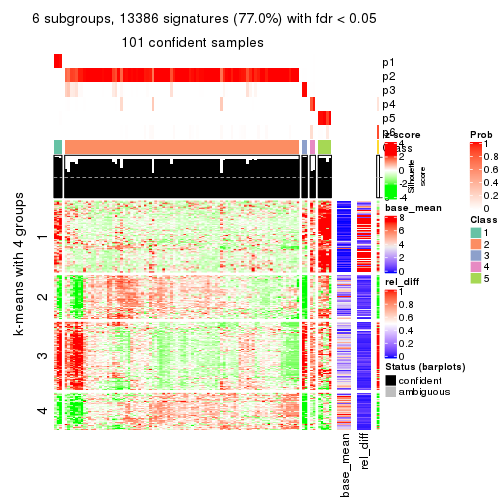 6 subgroups, 13386 signatures (77.0%) with fdr < 0.05
101 confident samples
p1
p2
p3
p4
p5
p6
Class
Silhouette
score
k-means with 4 groups
1
2
3
4
base_mean
rel_diff
z-score
4
2
0
-2
-4
base_mean
8
6
4
2
0
rel_diff
1
0.8
0.6
0.4
0.2
0
Status (barplots)
confident
ambiguous
Prob
1
0.8
0.6
0.4
0.2
0
Class
1
2
3
4
5